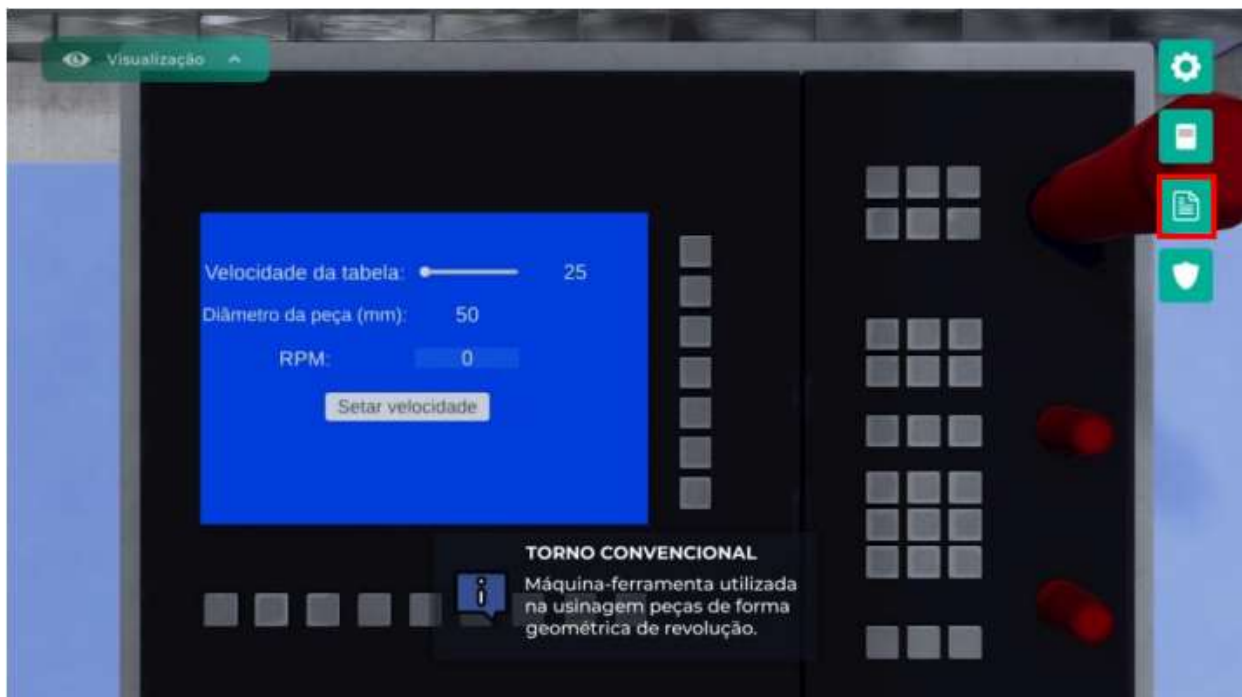 Visualização
Velocidade da tabela: 25
Diâmetro da peça (mm): 50
RPM: 0
Setar velocidade
TORNO CONVENCIONAL
Máquina-ferramenta utilizada
na usinagem peças de forma
geométrica de revolução.